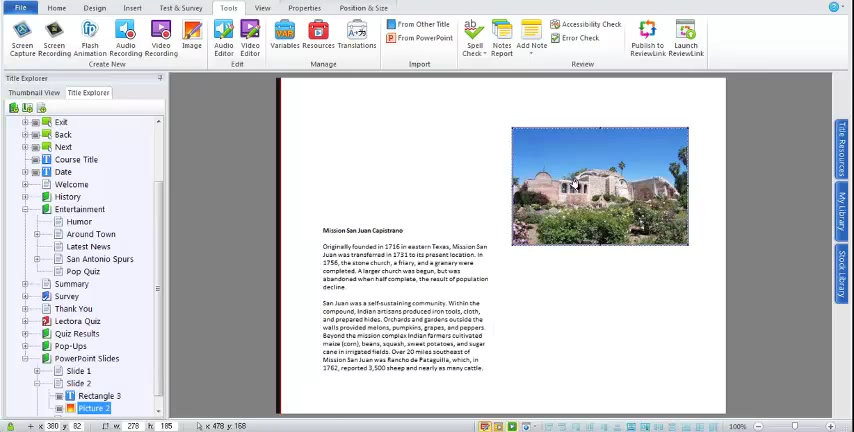 File Home Design Insert Test & Survey Tools View Properties Position & Size
Screen Capture
Screen Recording
Flash Animation
Audio Recording
Video Recording
Image
Audio Editor
Video Editor
Variables
Resources
Translations
From Other Title
From PowerPoint
Spell Check
Notes Report
Add Note
Accessibility Check
Error Check
Publish to ReviewLink
Launch ReviewLink
Create New Edit Manage Import Review
Title Explorer
Thumbnail View Title Explorer
Exit
Back
Next
Course Title
Date
Welcome
History
Entertainment
Humor
Around Town
Latest News
San Antonio Spurs
Pop Quiz
Summary
Survey
Thank You
Lectora Quiz
Quiz Results
Pop-Ups
PowerPoint Slides
Slide 1
Slide 2
Rectangle 3
Picture 2
Mission San Juan Capistrano
Originally founded in 1716 in eastern Texas, Mission San
Juan was transferred in 1731 to its present location. In
1756, the stone church, a friary, and a granary were
completed. A larger church was begun, but was
abandoned when half complete, the result of population
decline.
San Juan was a self-sustaining community. Within the
compound, Indian artisans produced iron tools, cloth,
and prepared hides. Orchards and gardens outside the
walls provided melons, pumpkins, grapes, and peppers.
Beyond the mission complex Indian farmers cultivated
maize (corn), beans, squash, sweet potatoes, and sugar
cane in irrigated fields. Over 20 miles southeast of
Mission San Juan was Rancho de Pataguilla, which, in
1762, reported 3,500 sheep and nearly as many cattle.
Title Resources
My Library
Stock Library
x: 380 y: 82 w: 278 h: 185 x: 478 y: 168 100%